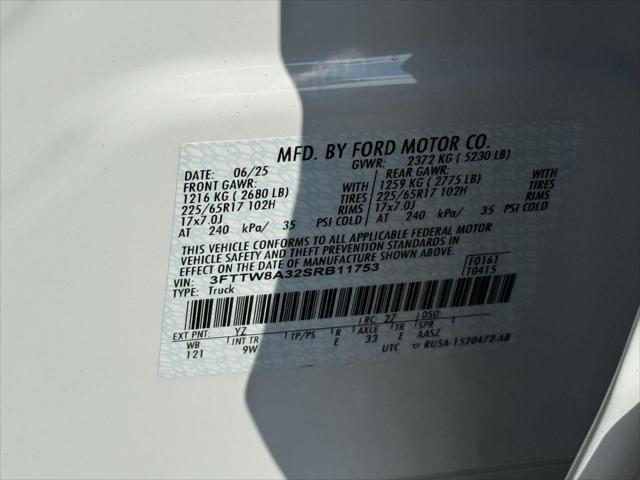 MFD. BY FORD MOTOR CO.
DATE: 06/25 GVWR: 2372 KG ( 5230 LB)
FRONT GAWR: REAR GAWR:
1216 KG ( 2680 LB) WITH 1259 KG ( 2775 LB) WITH
225/65R17 102H TIRES 225/65R17 102H TIRES
17x7.0J RIMS 17x7.0J RIMS
AT 240 kPa/ 35 PSI COLD AT 240 kPa/ 35 PSI COLD
THIS VEHICLE CONFORMS TO ALL APPLICABLE FEDERAL MOTOR
VEHICLE SAFETY AND THEFT PREVENTION STANDARDS IN
EFFECT ON THE DATE OF MANUFACTURE SHOWN ABOVE.
VIN: 3FTTW8A32SRB11753 F0161
TYPE: Truck T0415
EXT PNT: YZ RC: 27 DSO:
WB INT TR TP/PS R AXLE TR SPR
121 9W E 33 E AASZ
UTC RU5A-1520472-AB